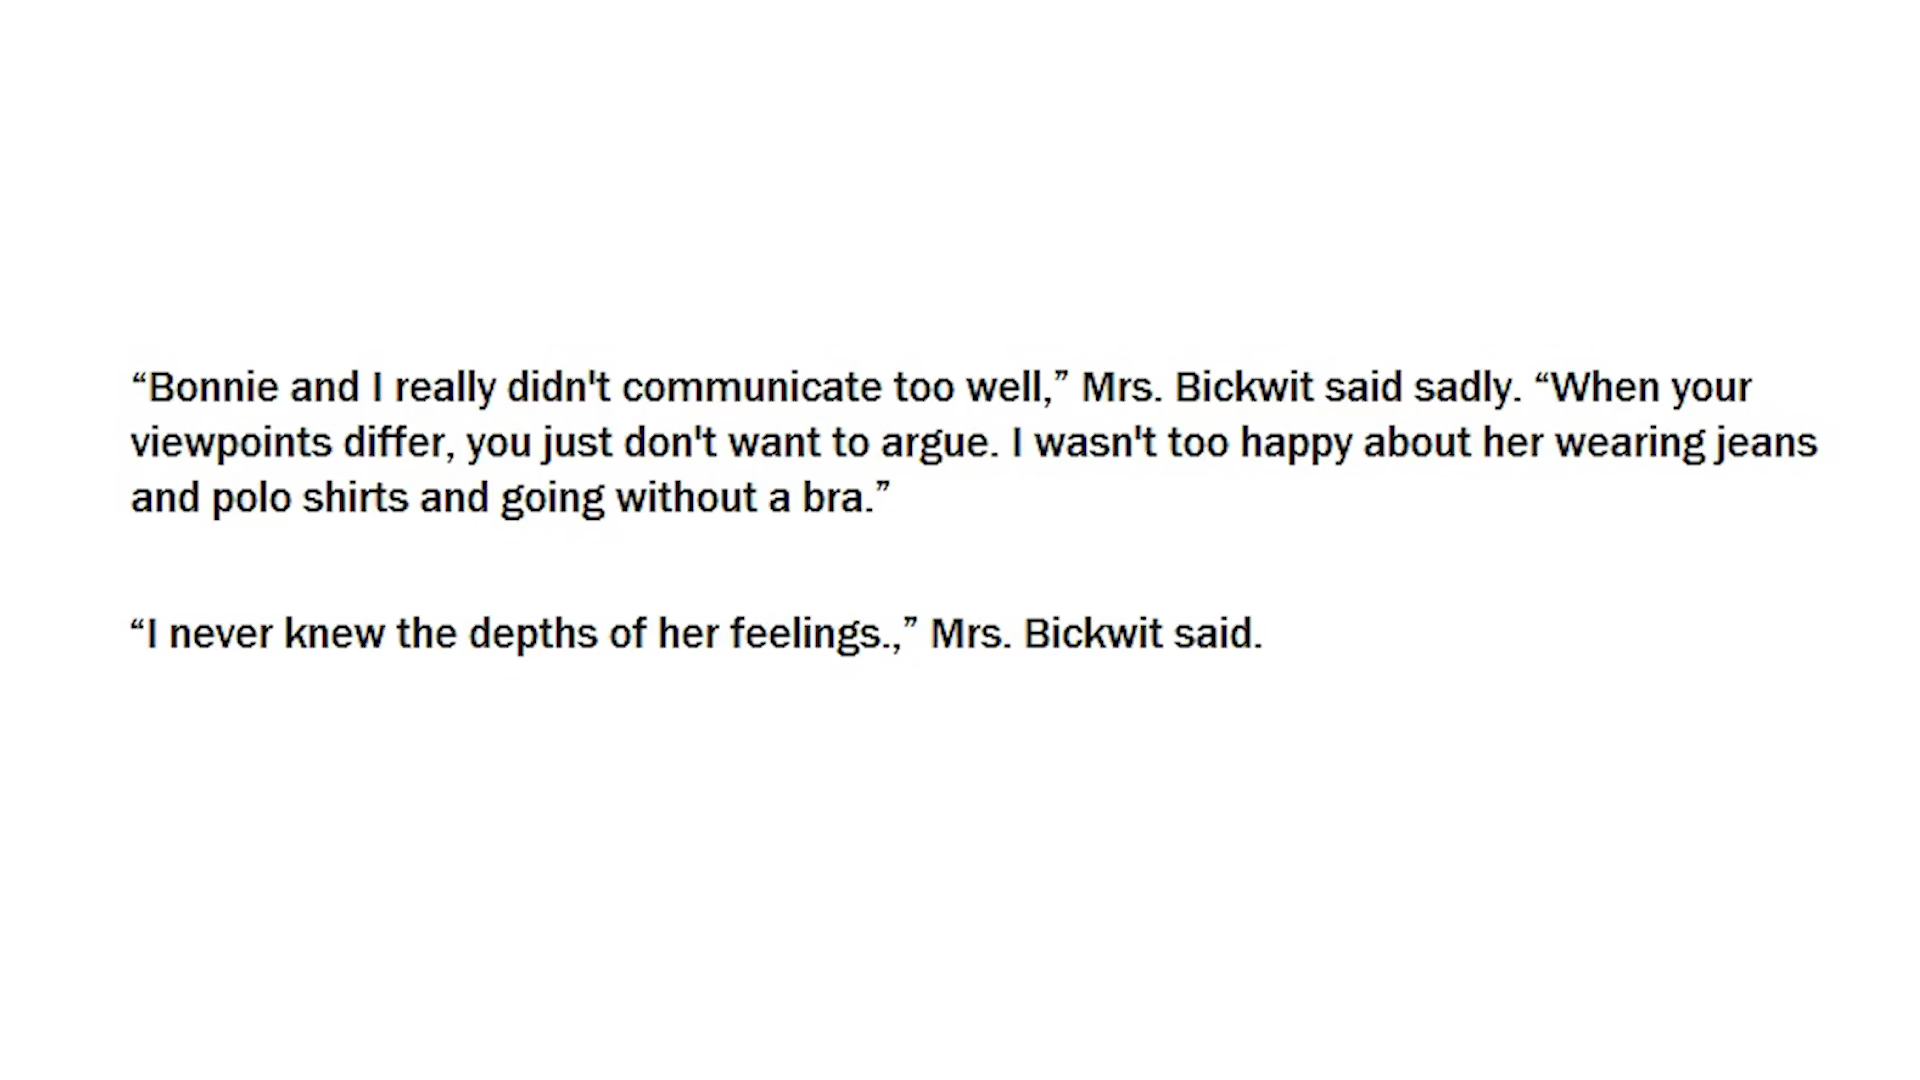 “Bonnie and I really didn't communicate too well,” Mrs. Bickwit said sadly. “When your
viewpoints differ, you just don't want to argue. I wasn't too happy about her wearing jeans
and polo shirts and going without a bra.”
“I never knew the depths of her feelings.,” Mrs. Bickwit said.